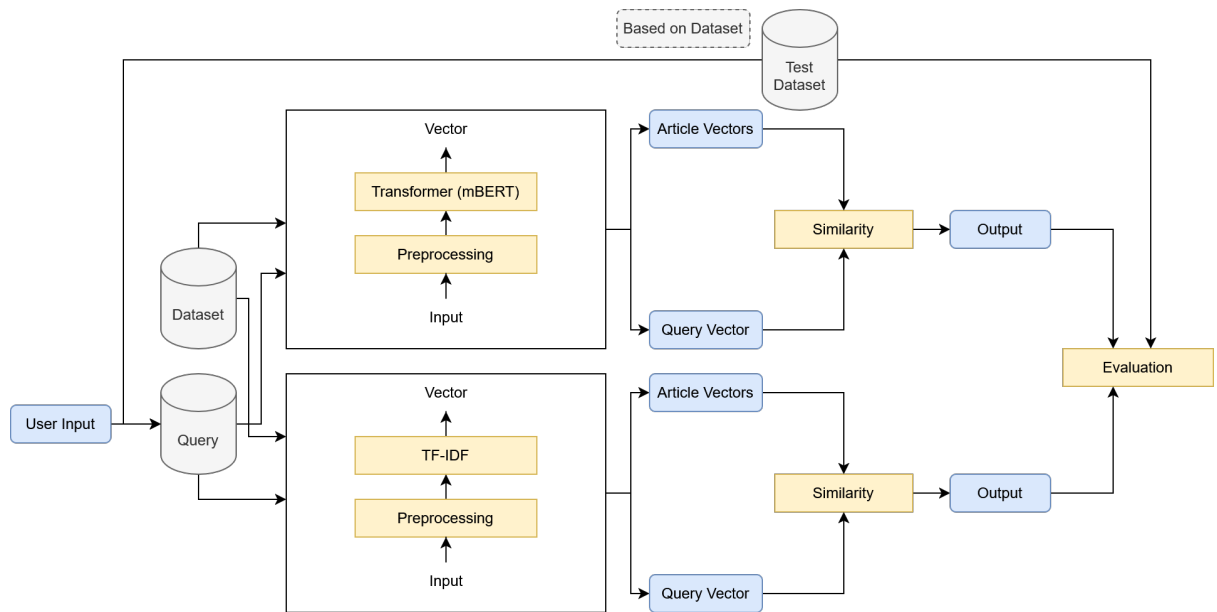 Based on Dataset
Test
Dataset
Vector
Transformer (mBERT)
Preprocessing
Input
Article Vectors
Similarity
Output
Query Vector
Dataset
User Input
Query
Vector
TF-IDF
Preprocessing
Input
Article Vectors
Similarity
Output
Query Vector
Evaluation